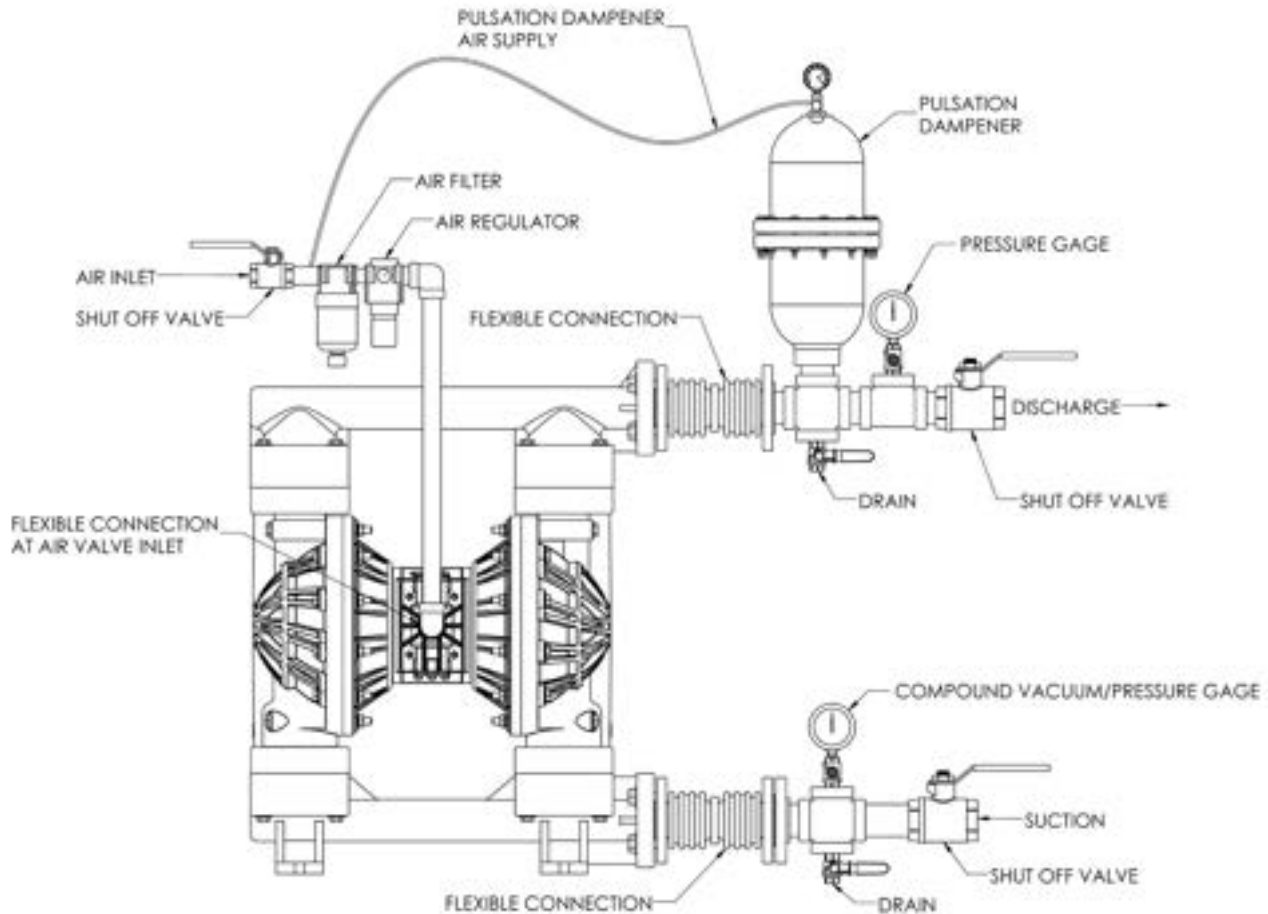 PULSATION DAMPENER
AIR SUPPLY
PULSATION
DAMPENER
AIR FILTER
AIR REGULATOR
PRESSURE GAGE
AIR INLET
SHUT OFF VALVE
FLEXIBLE CONNECTION
DISCHARGE
DRAIN
SHUT OFF VALVE
FLEXIBLE CONNECTION
AT AIR VALVE INLET
COMPOUND VACUUM/PRESSURE GAGE
SUCTION
SHUT OFF VALVE
FLEXIBLE CONNECTION
DRAIN